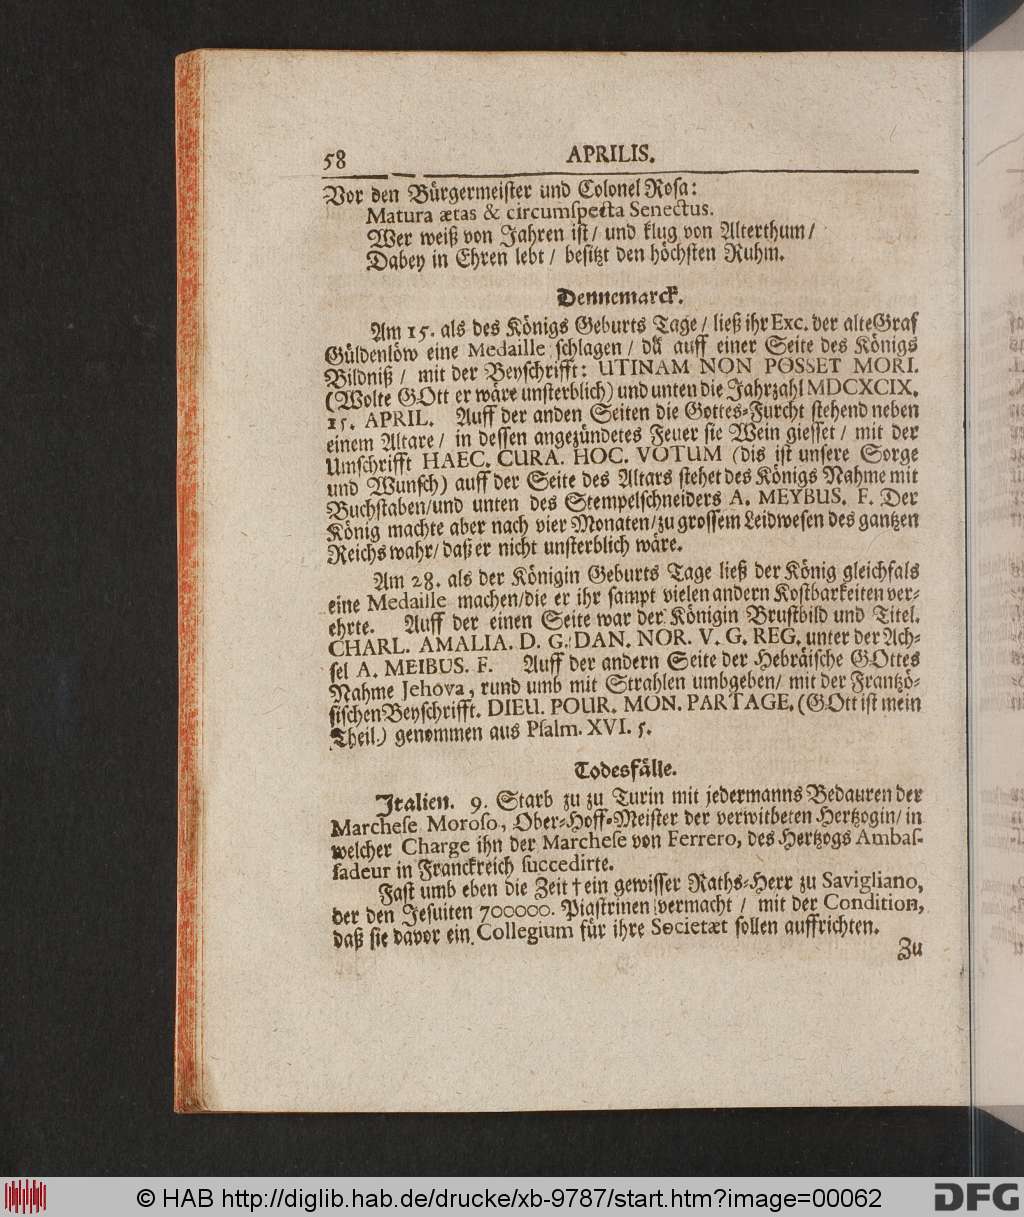 58 APRILIS.
Vor den Bürgermeister und Colonel Rosa:
Matura ætas & circumſpecta Senectus.
Wer weiß von Jahren ist / und klug von Alterthum /
Dabey in Ehren lebt / besitzt den höchsten Ruhm.
Dennemarck.
Am 15. als des Königs Geburts Tage / ließ ihr Exc. der alte Graf
Güldenlöw eine Medaille schlagen / da auff einer Seite des Königs
Bildniß / mit der Beyschrifft: UTINAM NON POSSET MORI.
(Wolte GOtt er wäre unsterblich) und unten die Jahrzahl MDCXCIX.
15. APRIL. Auff der anden Seiten die Gottes-Furcht stehend neben
einem Altare / in dessen angezündetes Feuer sie Wein giesset / mit der
Umschrifft HAEC. CURA. HOC. VOTUM (dis ist unsere Sorge
und Wunsch) auff der Seite des Altars stehet des Königs Nahme mit
Buchstaben/und unten des Stempelschneiders A. MEYBUS. F. Der
König machte aber nach vier Monaten/zu grossem Leidwesen des gantzen
Reichs wahr/ daß er nicht unsterblich wäre.
Am 28. als der Königin Geburts Tage ließ der König gleichfals
eine Medaille machen/die er ihr sampt vielen andern Kostbarkeiten ver-
ehrte. Auff der einen Seite war der Königin Brustbild und Titel.
CHARL. AMALIA. D. G. DAN. NOR. V. G. REG. unter der Ach-
sel A. MEIBUS. F. Auff der andern Seite der Hebräische GOttes
Nahme Jehova, rund umb mit Strahlen umbgeben/ mit der Frantzö-
sischen Beyschrifft. DIEU. POUR. MON. PARTAGE. (GOtt ist mein
Theil.) genommen aus Pſalm. XVI. 5.
Todesfälle.
Italien. 9. Starb zu zu Turin mit jedermanns Bedauren der
Marcheſe Moroſo, Ober-Hoff-Meister der verwitbeten Hertzogin/ in
welcher Charge ihn der Marcheſe von Ferrero, des Hertzogs Ambaſ-
ſadeur in Franckreich ſuccedirte.
Fast umb eben die Zeit † ein gewisser Raths-Herr zu Savigliano,
der den Jesuiten 700000. Piastrinen vermacht / mit der Condition,
daß sie davor ein Collegium für ihre Societæt sollen auffrichten.
Zu
© HAB http://diglib.hab.de/drucke/xb-9787/start.htm?image=00062
DFG